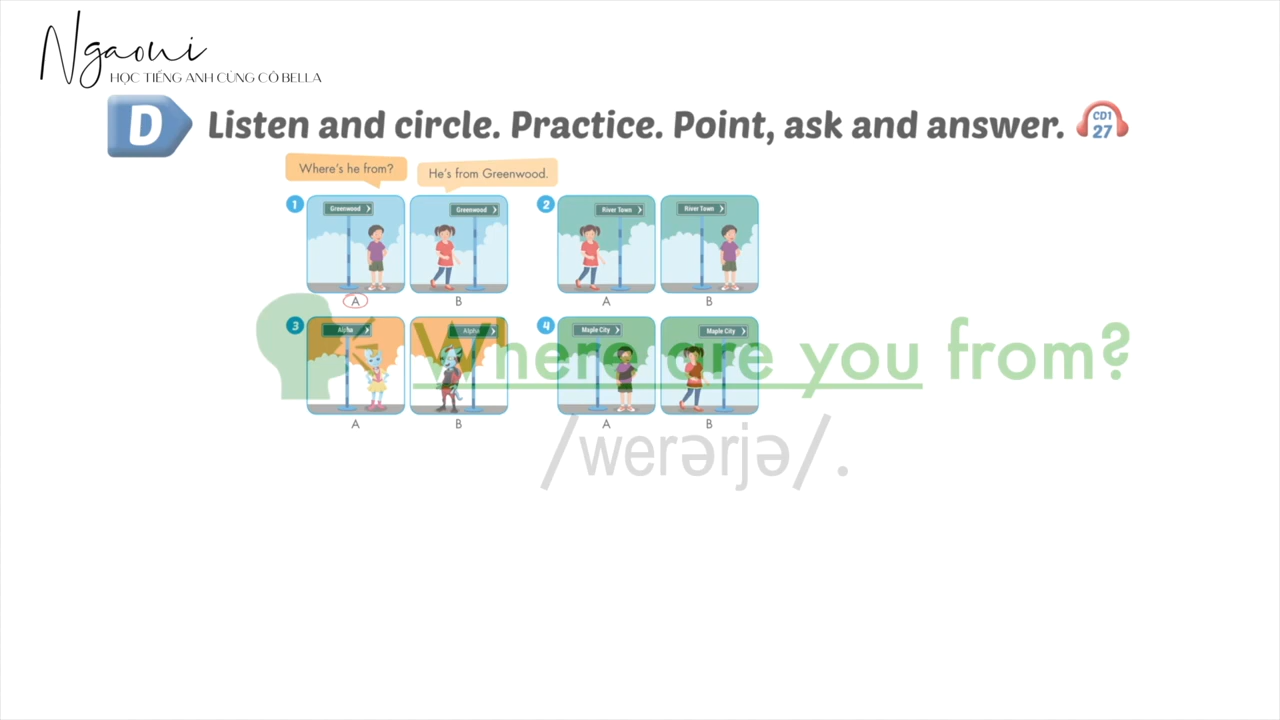 Ngaoni
HỌC TIẾNG ANH CÙNG CÔ BELLA
D Listen and circle. Practice. Point, ask and answer. CD1 27
Where's he from? He's from Greenwood.
1 Greenwood Greenwood 2 River Town River Town
A B A B
3 Alpha Alpha 4 Maple City Maple City
Where are you from?
A B A B
/werərjə/.